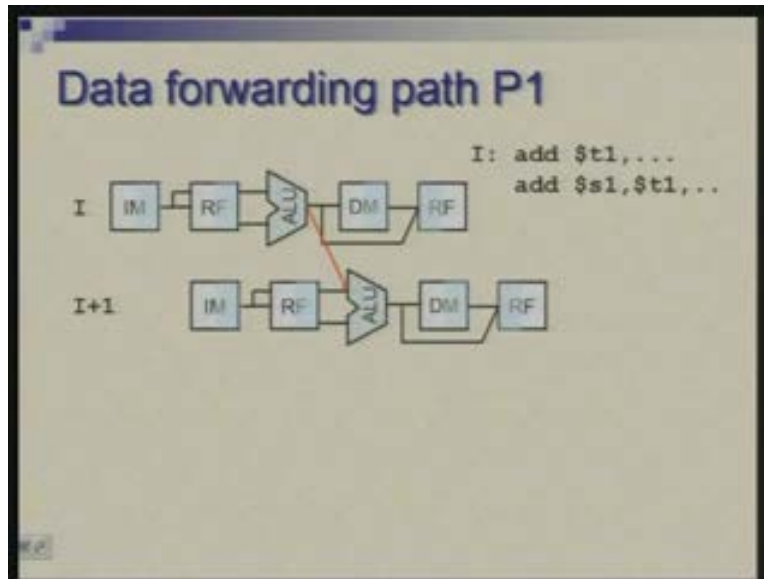 Data forwarding path P1
I: add $t1,...
add $s1,$t1,..
I IM RF ALU DM RF
I+1 IM RF ALU DM RF